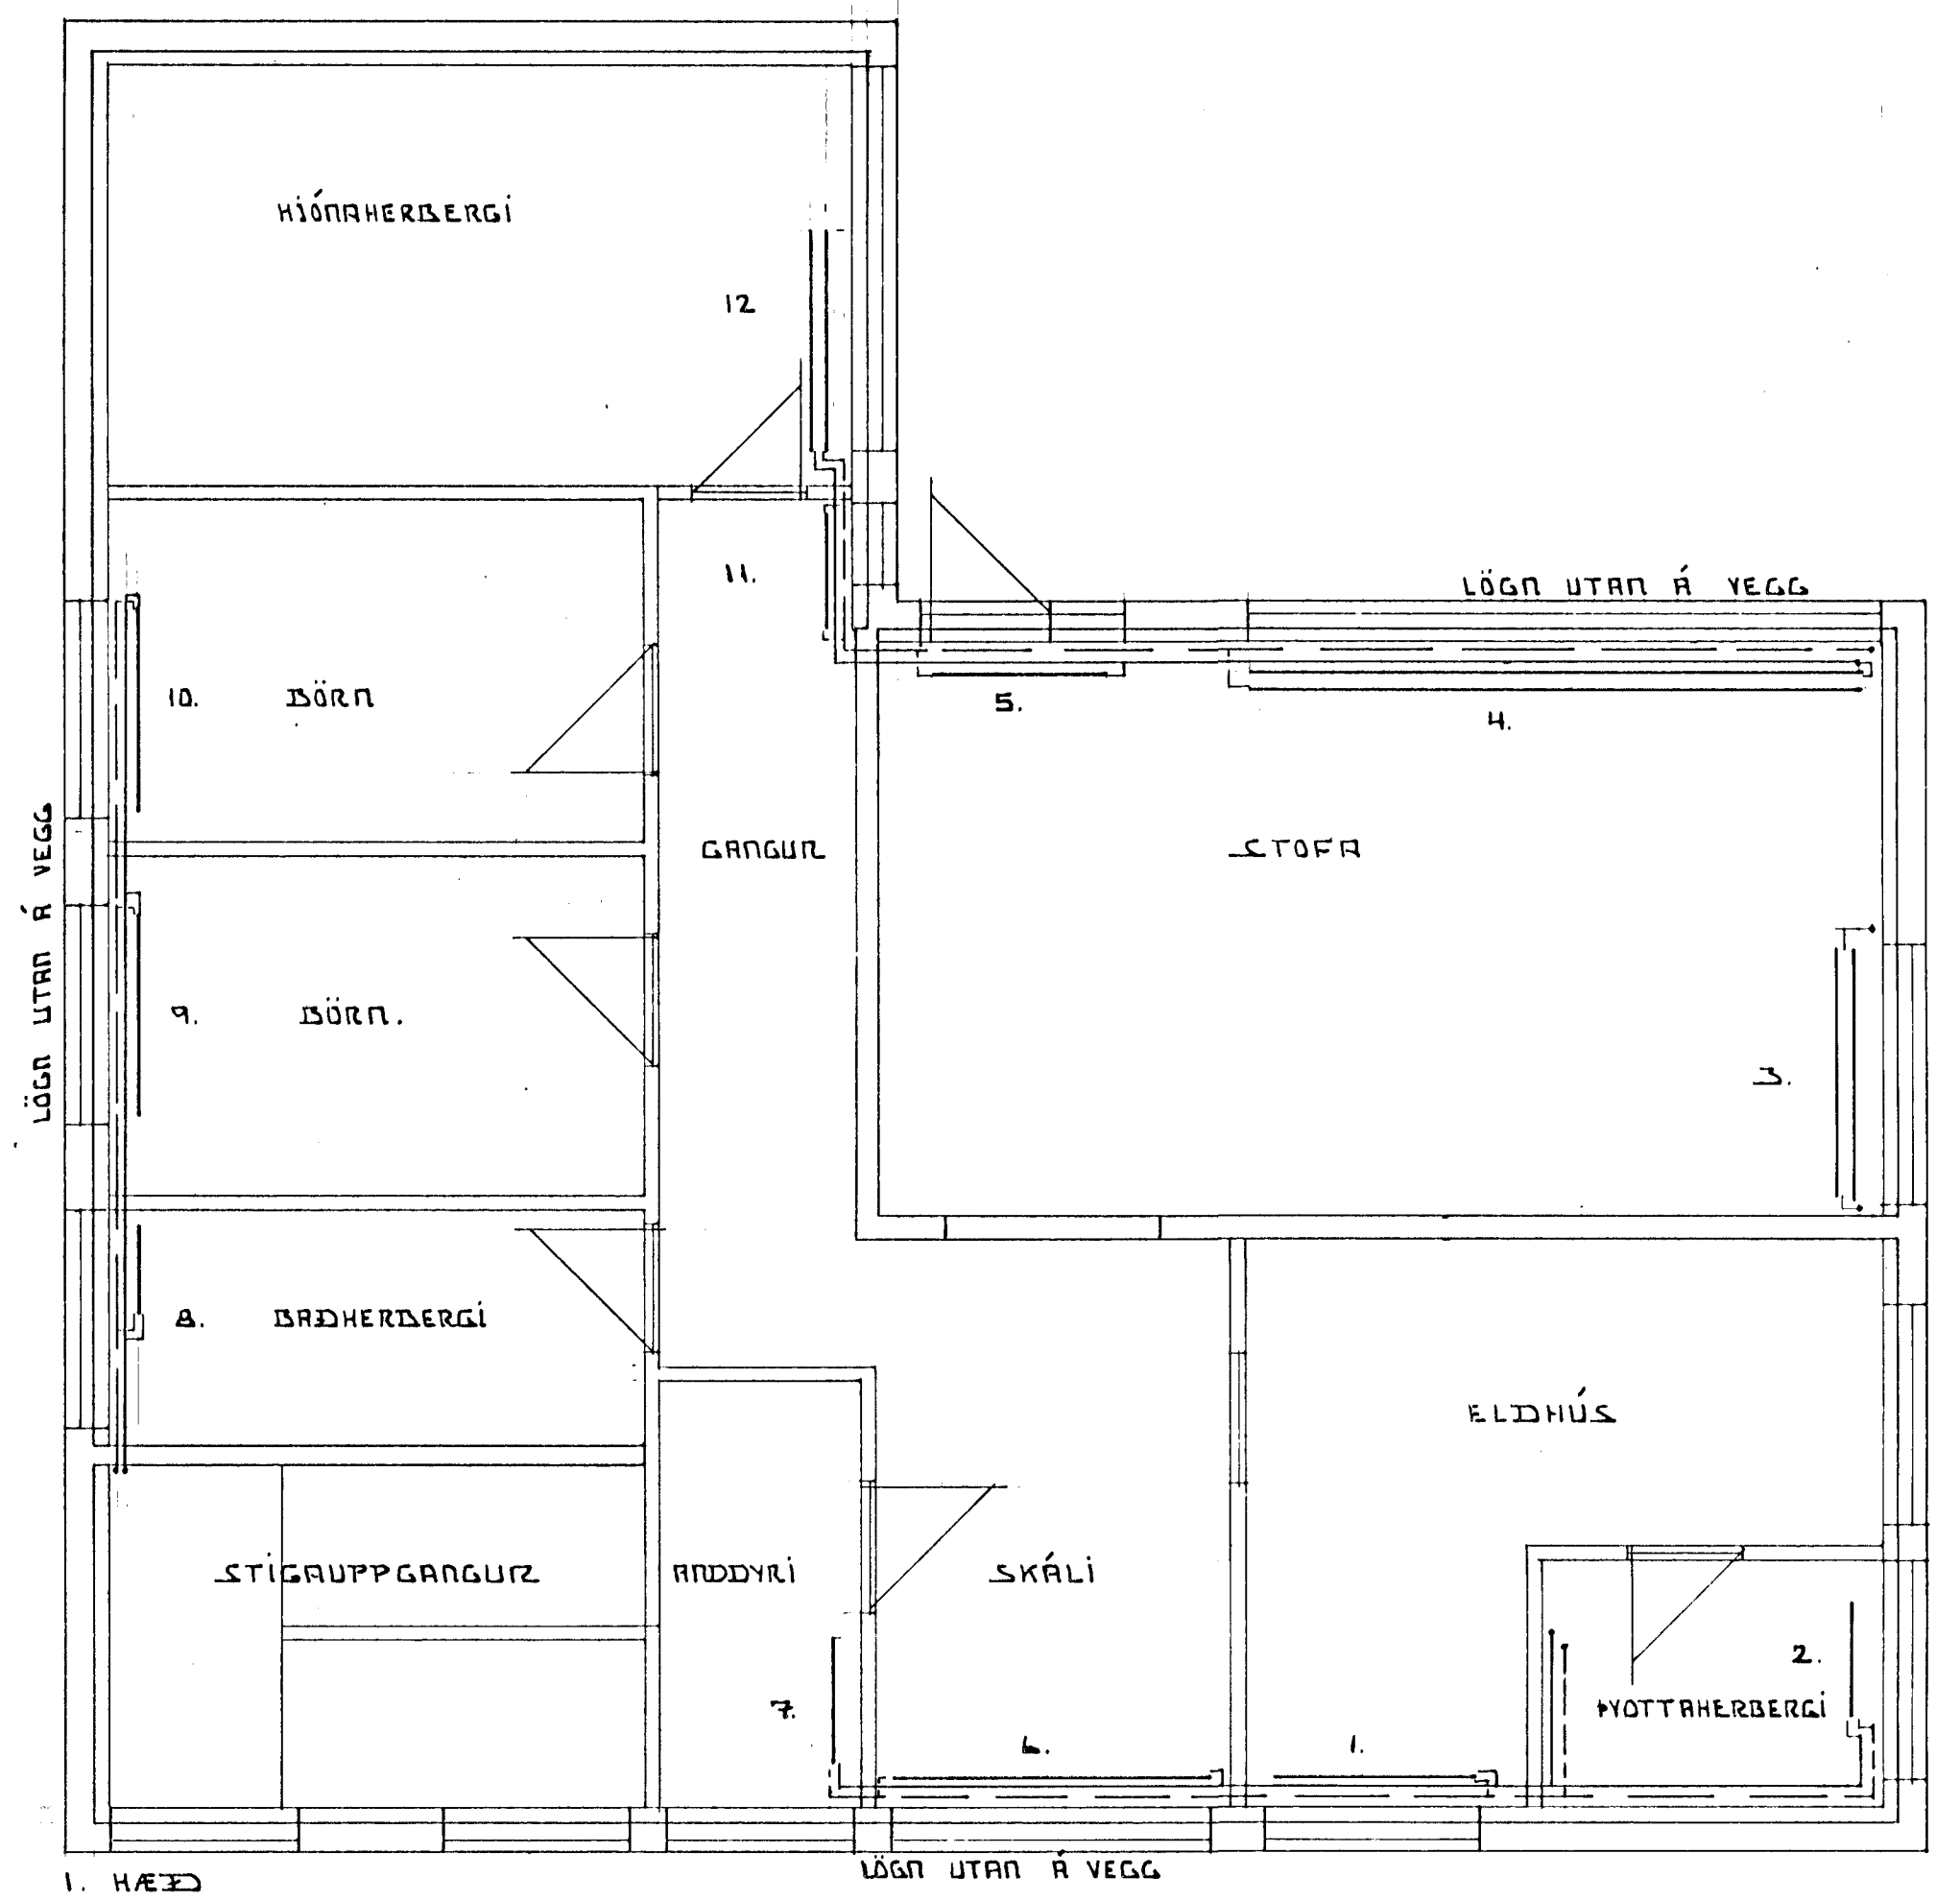 HJÓNAHERBERGI
12
11.
LÖGN UTAN Á VEGG
10. BÖRN
5.
4.
LÖGN UTAN Á VEGG
GANGUR
STOFA
9. BÖRN.
3.
8. BAÐHERBERGI
ELDHÚS
STÍGAUPPGANGUR
ANDDYRI
SKÁLI
2.
ÞVOTTAHERBERGI
7.
6.
1.
LÖGN UTAN Á VEGG
1. HÆÐ